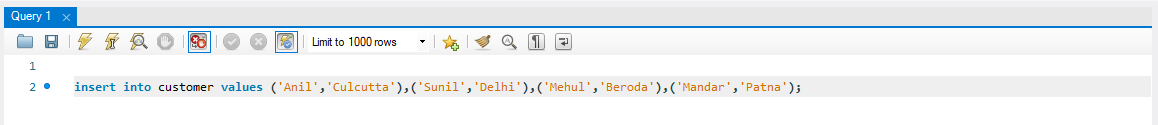 Query 1
Limit to 1000 rows
1
2 insert into customer values ('Anil','Culcutta'),('Sunil','Delhi'),('Mehul','Beroda'),('Mandar','Patna');